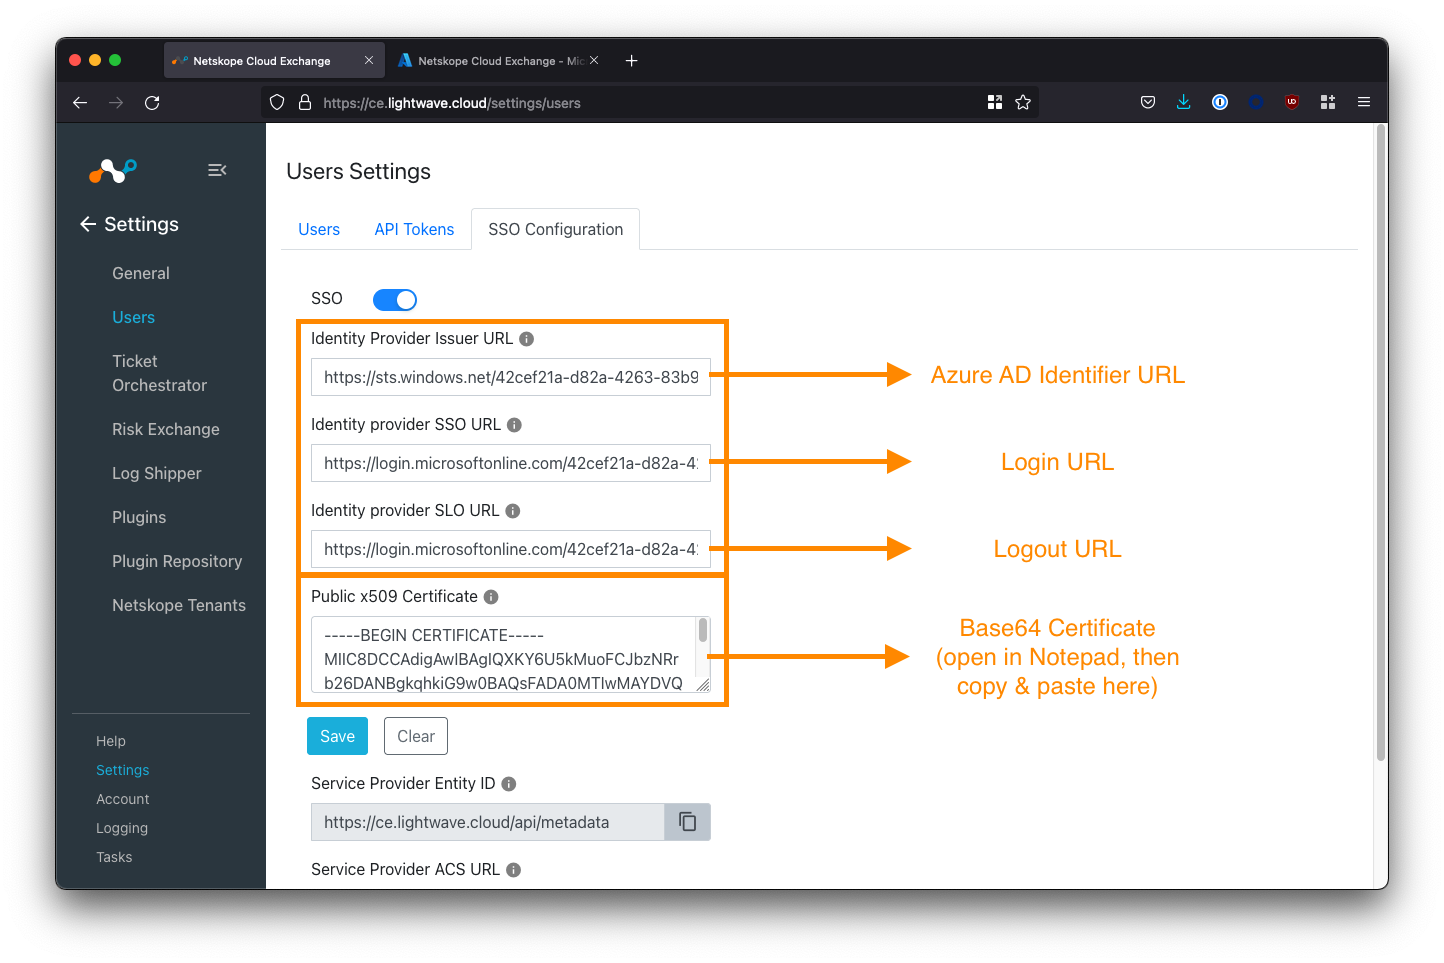 Netskope Cloud Exchange
Netskope Cloud Exchange - Mic
https://ce.lightwave.cloud/settings/users
UD
Settings
General
Users
Ticket
Orchestrator
Risk Exchange
Log Shipper
Plugins
Plugin Repository
Netskope Tenants
Help
Settings
Account
Logging
Tasks
Users Settings
Users
API Tokens
SSO Configuration
SSO
Identity Provider Issuer URL
https://sts.windows.net/42cef21a-d82a-4263-83b9
Azure AD Identifier URL
Identity provider SSO URL
https://login.microsoftonline.com/42cef21a-d82a-42
Login URL
Identity provider SLO URL
https://login.microsoftonline.com/42cef21a-d82a-42
Logout URL
Public x509 Certificate
-----BEGIN CERTIFICATE-----
MIIC8DCCAdigAwIBAgIQXKY6U5kMuoFCJbzNRr
b26DANBgkqhkiG9w0BAQsFADA0MTIwMAYDVQ
Base64 Certificate
(open in Notepad, then
copy & paste here)
Save
Clear
Service Provider Entity ID
https://ce.lightwave.cloud/api/metadata
Service Provider ACS URL